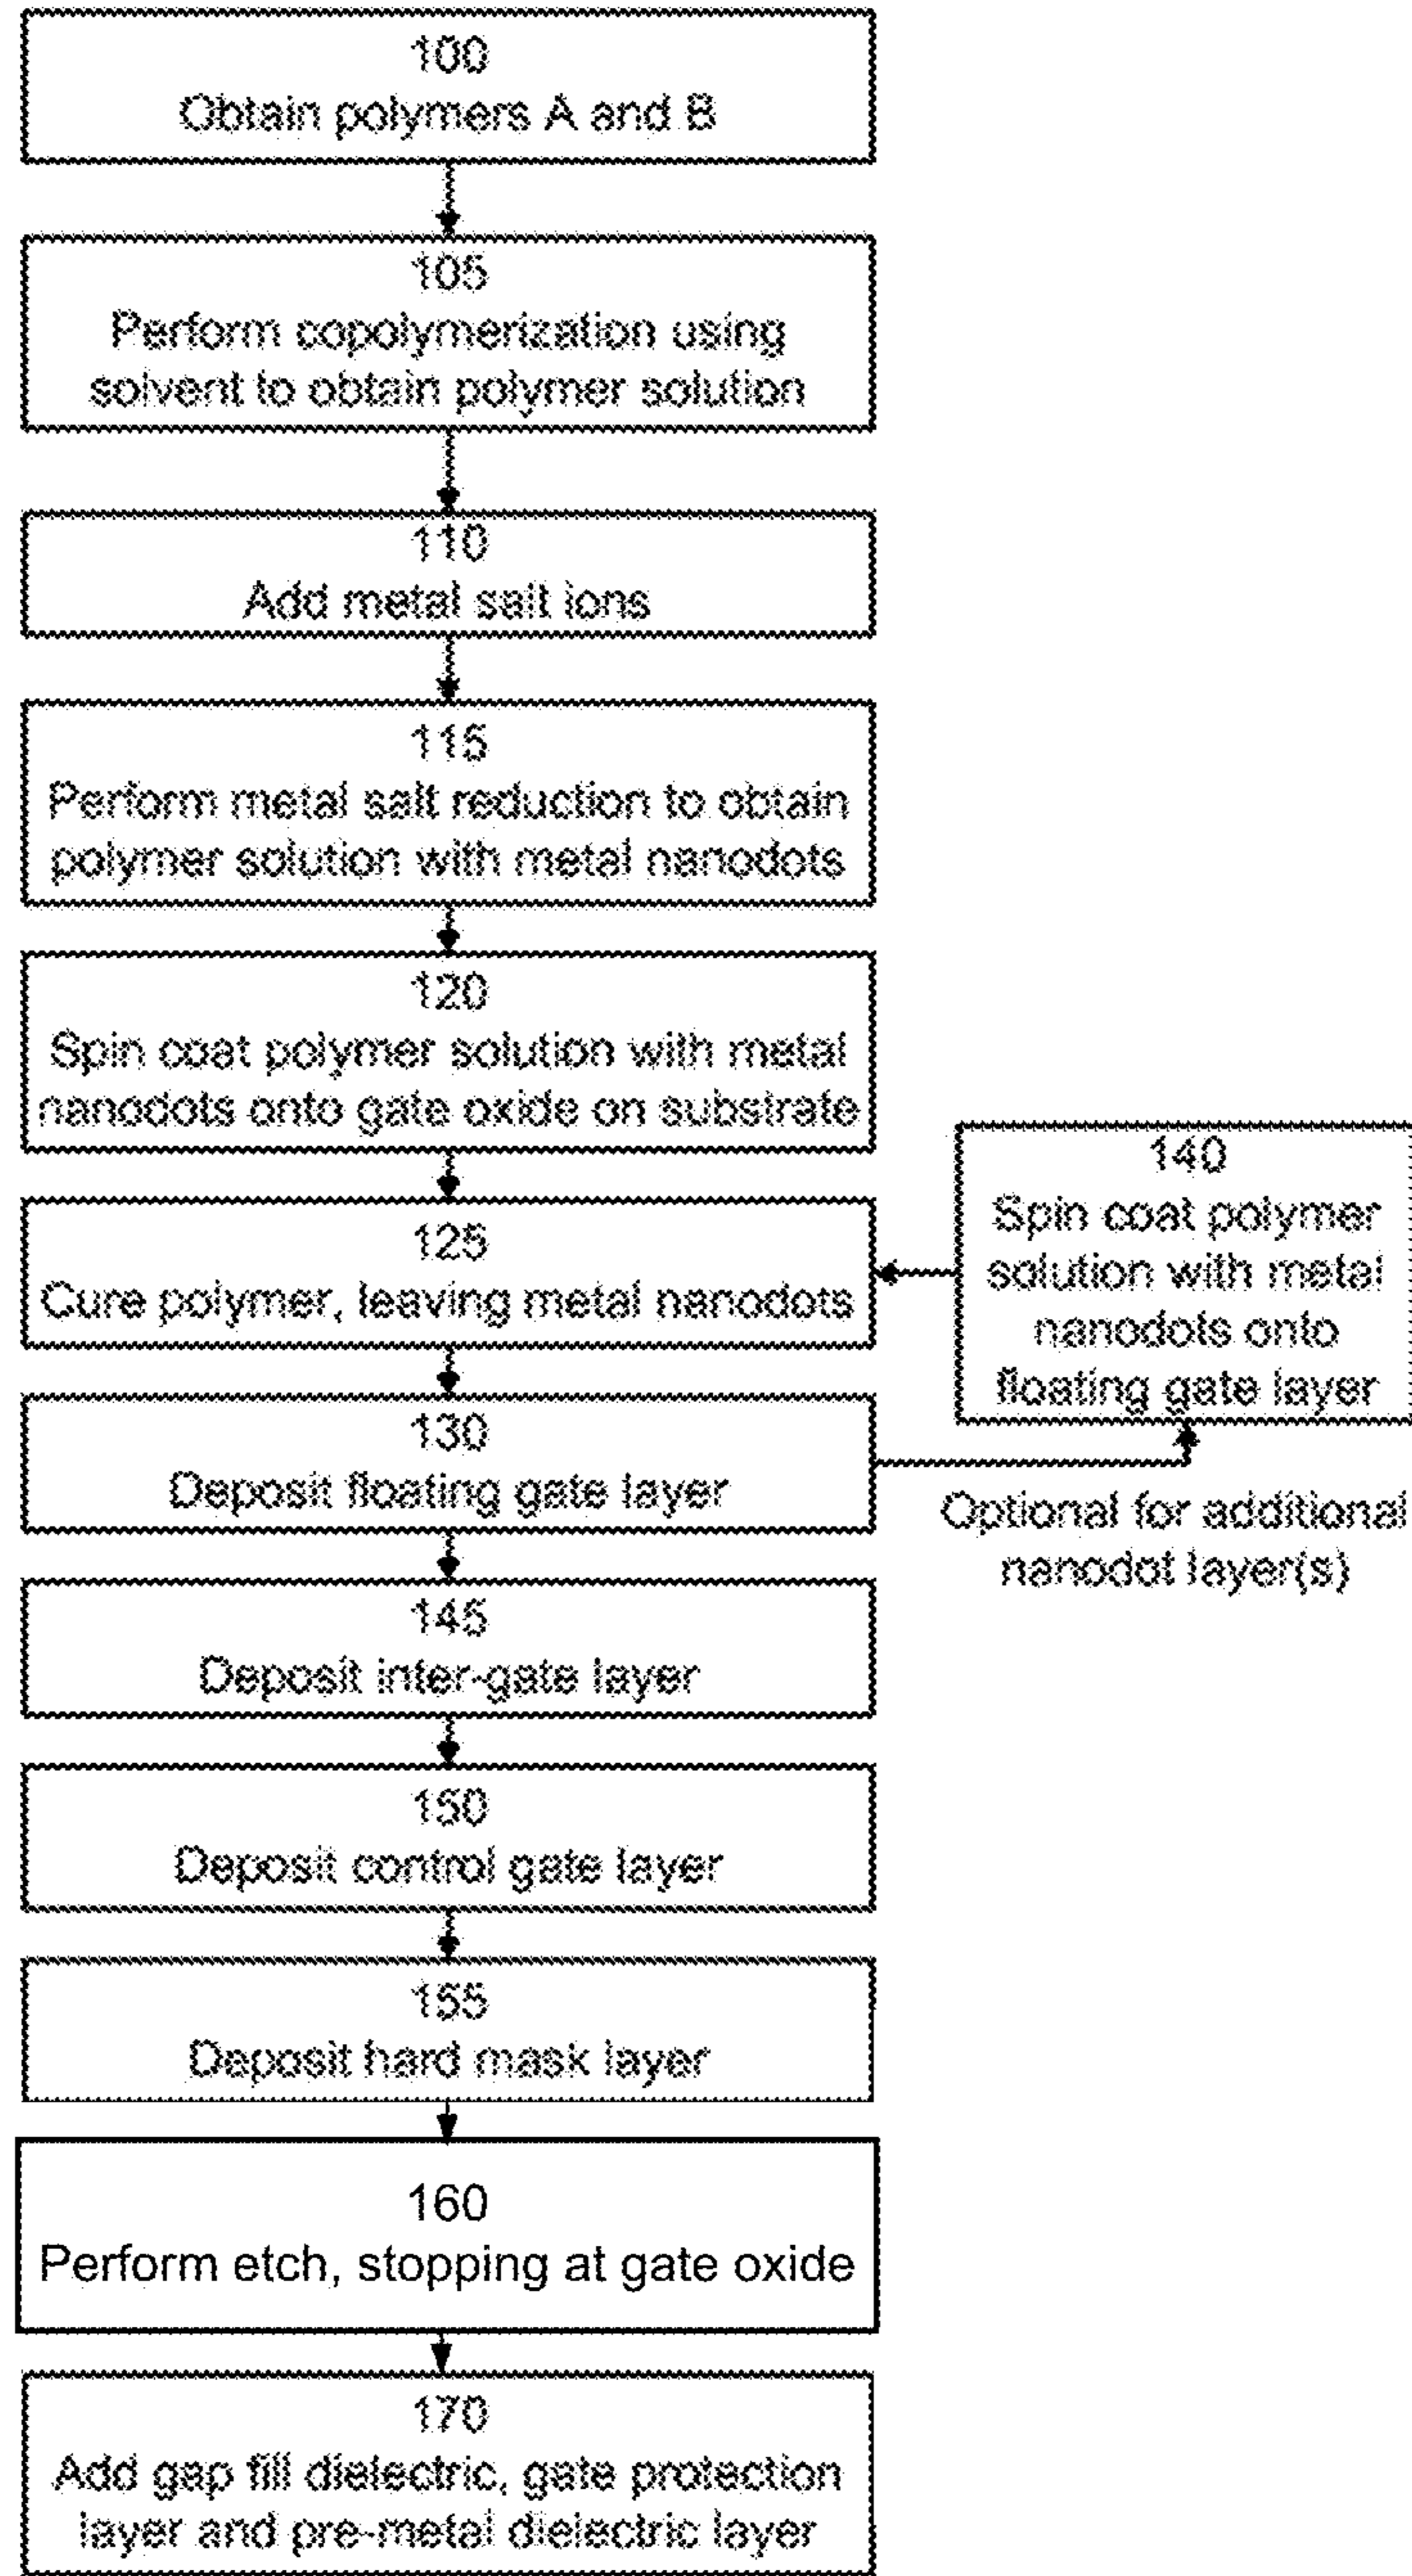 100
Obtain polymers A and B
105
Perform copolymerization using
solvent to obtain polymer solution
110
Add metal salt ions
115
Perform metal salt reduction to obtain
polymer solution with metal nanodots
120
Spin coat polymer solution with metal
nanodots onto gate oxide on substrate
125
Cure polymer, leaving metal nanodots
130
Deposit floating gate layer
140
Spin coat polymer
solution with metal
nanodots onto
floating gate layer
Optional for additional
nanodot layer(s)
145
Deposit inter-gate layer
150
Deposit control gate layer
155
Deposit hard mask layer
160
Perform etch, stopping at gate oxide
170
Add gap fill dielectric, gate protection
layer and pre-metal dielectric layer